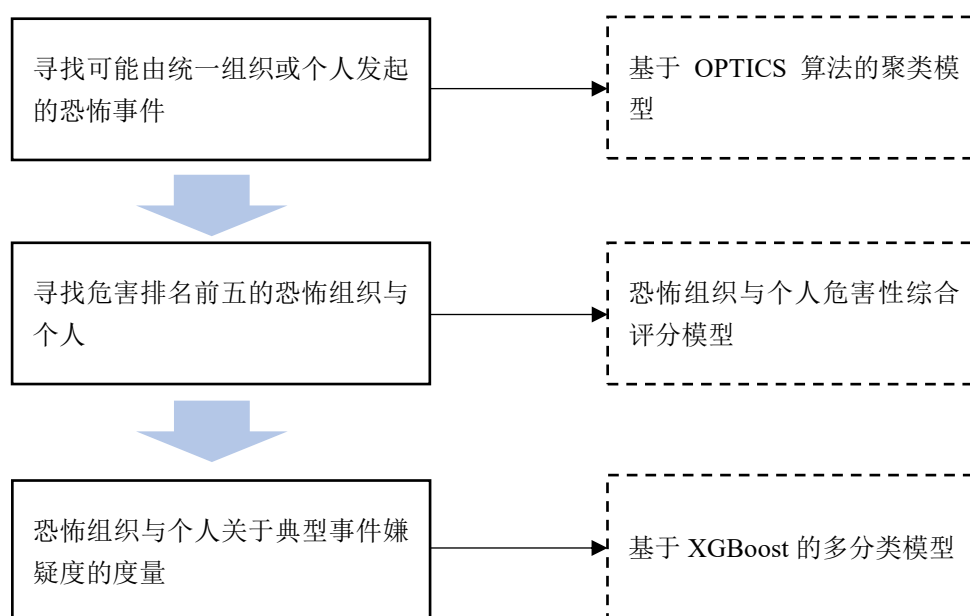 寻找可能由统一组织或个人发起
的恐怖事件
基于 OPTICS 算法的聚类模
型
寻找危害排名前五的恐怖组织与
个人
恐怖组织与个人危害性综合
评分模型
恐怖组织与个人关于典型事件嫌
疑度的度量
基于 XGBoost 的多分类模型